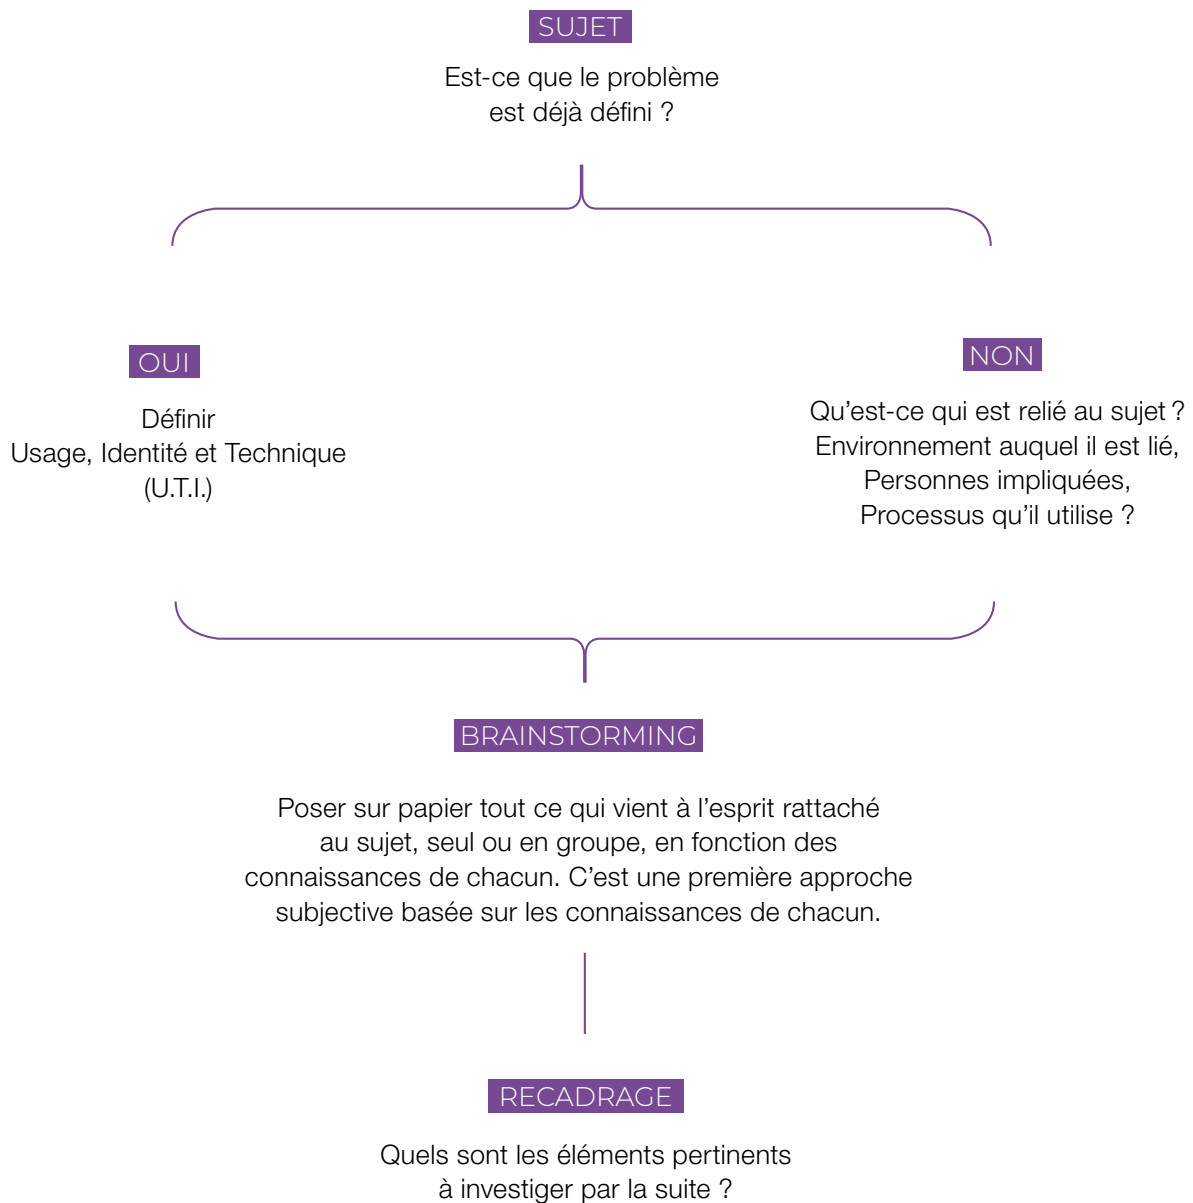 SUJET
Est-ce que le problème
est déjà défini ?
OUI
Définir
Usage, Identité et Technique
(U.T.I.)
NON
Qu’est-ce qui est relié au sujet ?
Environnement auquel il est lié,
Personnes impliquées,
Processus qu’il utilise ?
BRAINSTORMING
Poser sur papier tout ce qui vient à l’esprit rattaché
au sujet, seul ou en groupe, en fonction des
connaissances de chacun. C’est une première approche
subjective basée sur les connaissances de chacun.
RECADRAGE
Quels sont les éléments pertinents
à investiger par la suite ?